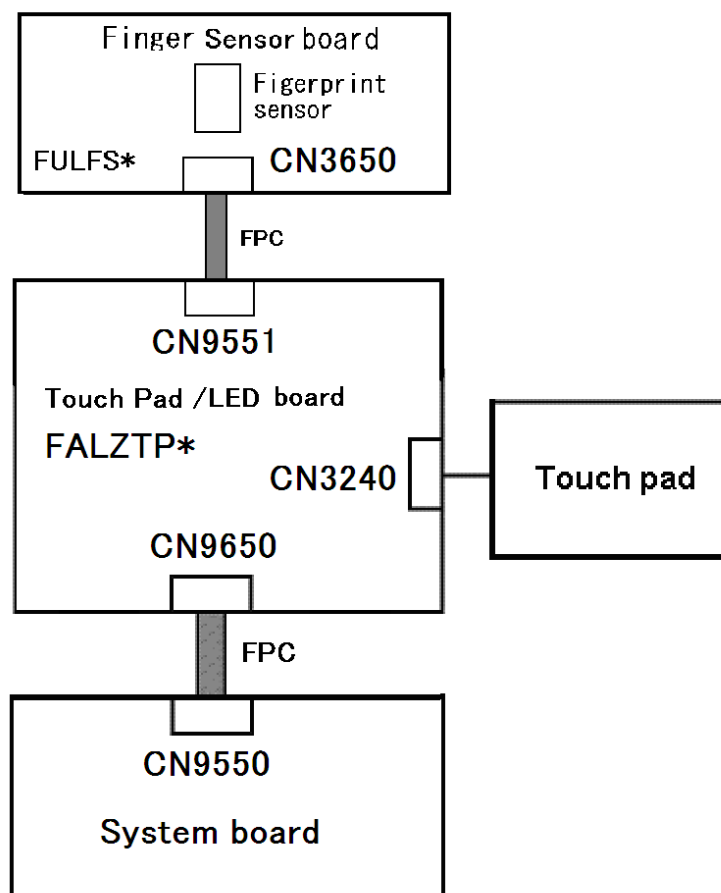 Finger Sensor board
Figerprint
sensor
FULFS*
CN3650
FPC
CN9551
Touch Pad /LED board
FALZTP*
CN3240
Touch pad
CN9650
FPC
CN9550
System board